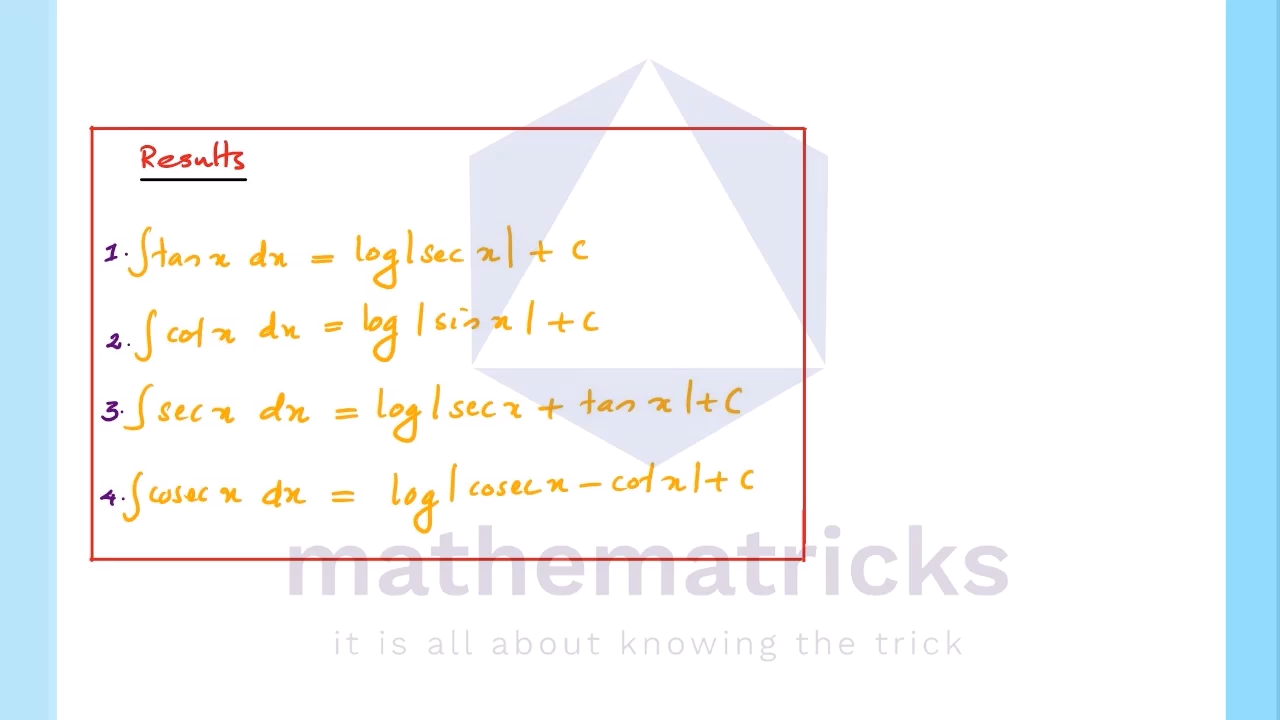 Results
1. ∫tan x dx = log|sec x| + C
2. ∫ cot x dx = log |sin x| + C
3. ∫ sec x dx = log|sec x + tan x| + C
4. ∫ cosec x dx = log| cosec x - cot x| + C
mathematricks
it is all about knowing the trick